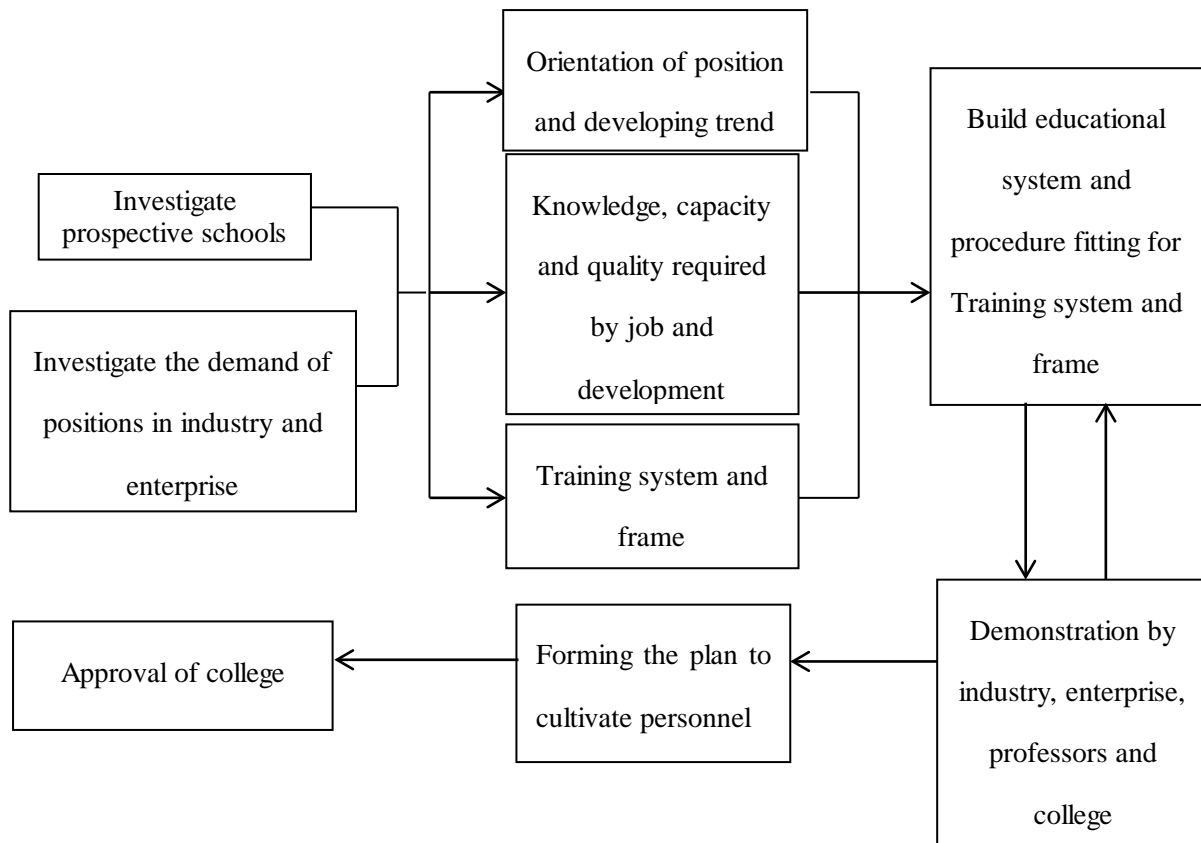 Orientation of position
and developing trend
Investigate
prospective schools
Knowledge, capacity
and quality required
by job and
development
Build educational
system and
procedure fitting for
Training system and
frame
Investigate the demand of
positions in industry and
enterprise
Training system and
frame
Approval of college
Forming the plan to
cultivate personnel
Demonstration by
industry, enterprise,
professors and
college